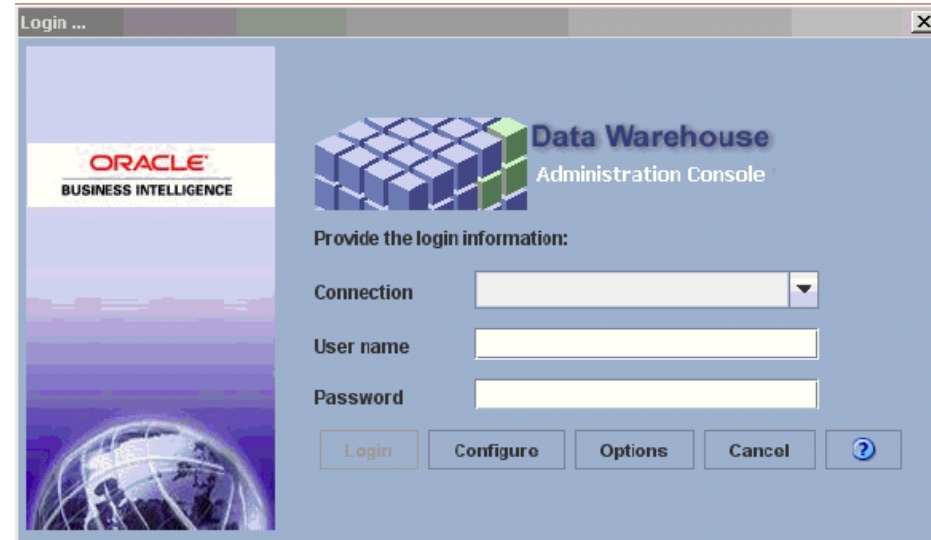 Login ...
ORACLE
BUSINESS INTELLIGENCE
Data Warehouse
Administration Console
Provide the login information:
Connection
User name
Password
Login
Configure
Options
Cancel
?